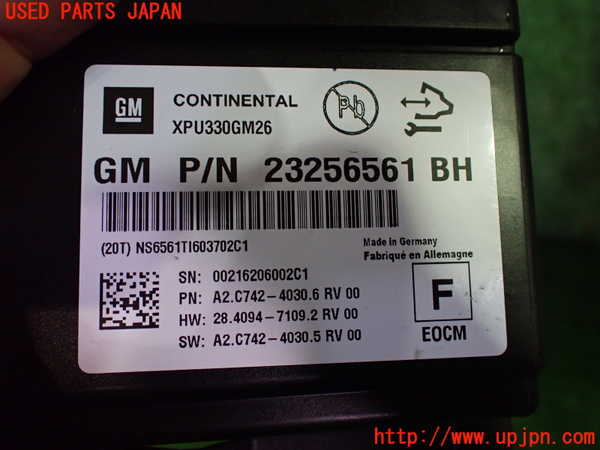 USED PARTS JAPAN
GM
CONTINENTAL
XPU330GM26
Pb
GM P/N 23256561 BH
(20T) NS6561TI603702C1
Made in Germany
Fabriqué en Allemagne
SN: 00216206002C1
PN: A2.C742-4030.6 RV 00
HW: 28.4094-7109.2 RV 00
SW: A2.C742-4030.5 RV 00
F
EOCM
http://www.upjpn.com/